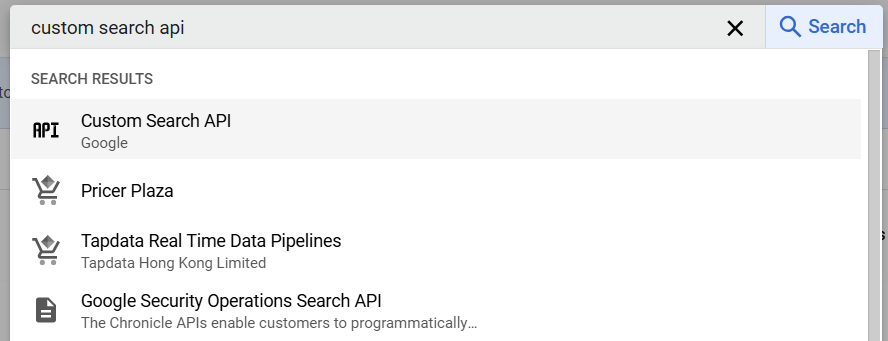 custom search api
Search
SEARCH RESULTS
API
Custom Search API
Google
Pricer Plaza
Tapdata Real Time Data Pipelines
Tapdata Hong Kong Limited
Google Security Operations Search API
The Chronicle APIs enable customers to programmatically…